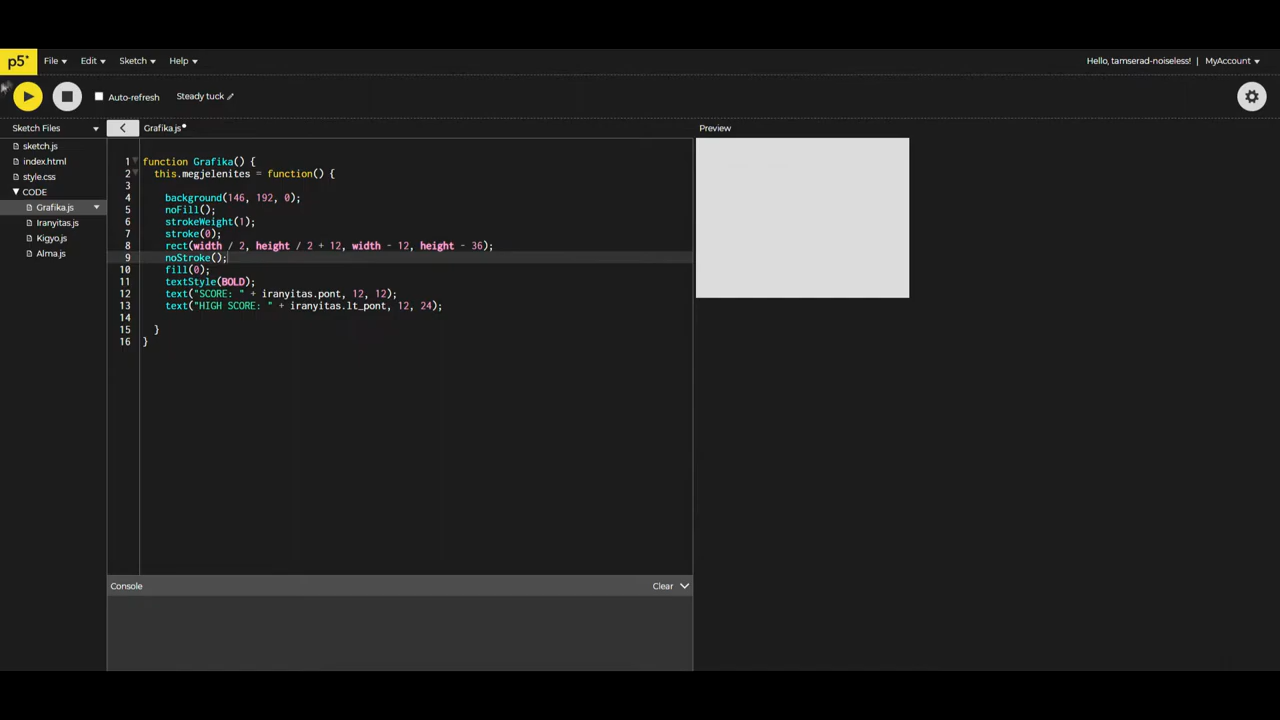 p5* File Edit Sketch Help Hello, tamserad-noiseless! MyAccount
Auto-refresh Steady tuck
Sketch Files
sketch.js
index.html
style.css
CODE
Grafika.js
Iranyitas.js
Kigyo.js
Alma.js
Grafika.js
1 function Grafika() {
2 this.megjelenites = function() {
3
4 background(146, 192, 0);
5 noFill();
6 strokeWeight(1);
7 stroke(0);
8 rect(width / 2, height / 2 + 12, width - 12, height - 36);
9 noStroke();
10 fill(0);
11 textStyle(BOLD);
12 text("SCORE: " + iranyitas.pont, 12, 12);
13 text("HIGH SCORE: " + iranyitas.lt_pont, 12, 24);
14
15 }
16 }
Console Clear
Preview